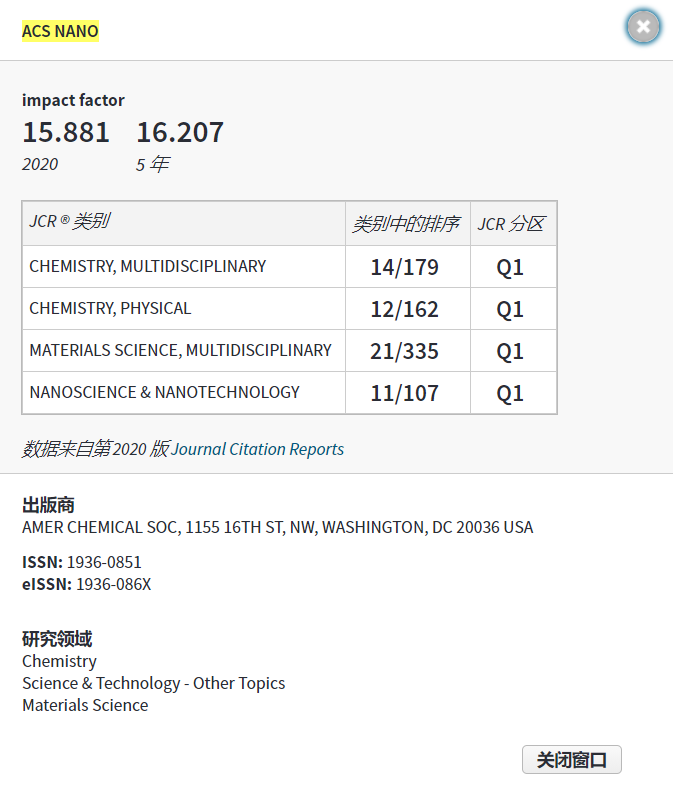 ACS NANO
impact factor
15.881 16.207
2020 5 年
JCR ® 类别 类别中的排序 JCR 分区
CHEMISTRY, MULTIDISCIPLINARY 14/179 Q1
CHEMISTRY, PHYSICAL 12/162 Q1
MATERIALS SCIENCE, MULTIDISCIPLINARY 21/335 Q1
NANOSCIENCE & NANOTECHNOLOGY 11/107 Q1
数据来自第 2020 版 Journal Citation Reports
出版商
AMER CHEMICAL SOC, 1155 16TH ST, NW, WASHINGTON, DC 20036 USA
ISSN: 1936-0851
eISSN: 1936-086X
研究领域
Chemistry
Science & Technology - Other Topics
Materials Science
关闭窗口